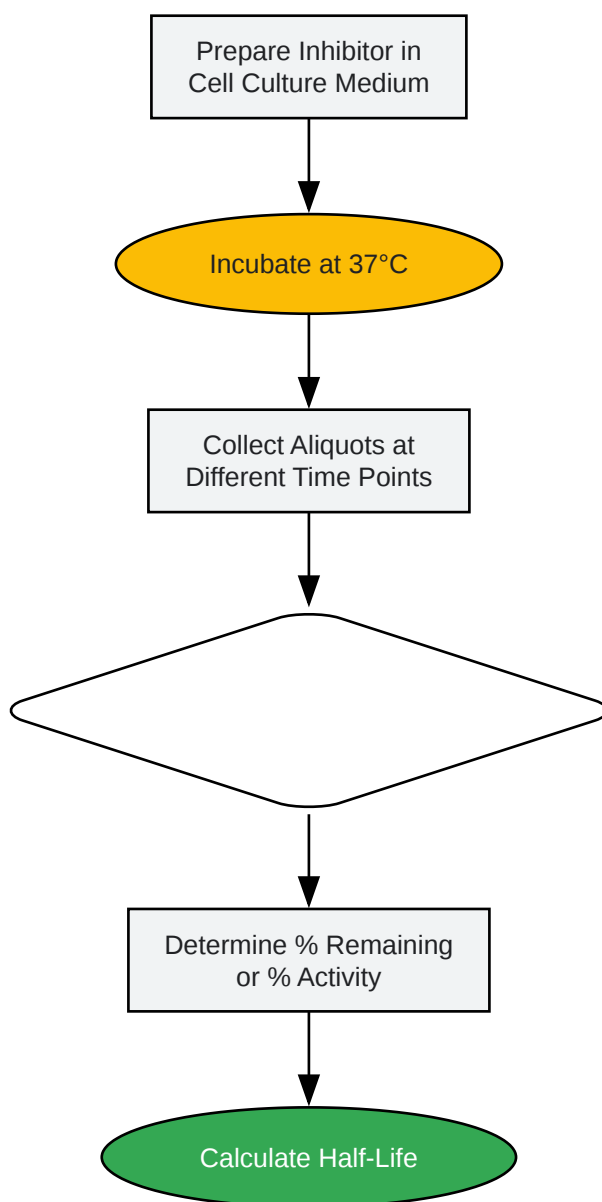 Prepare Inhibitor in
Cell Culture Medium
Incubate at 37°C
Collect Aliquots at
Different Time Points
Determine % Remaining
or % Activity
Calculate Half-Life